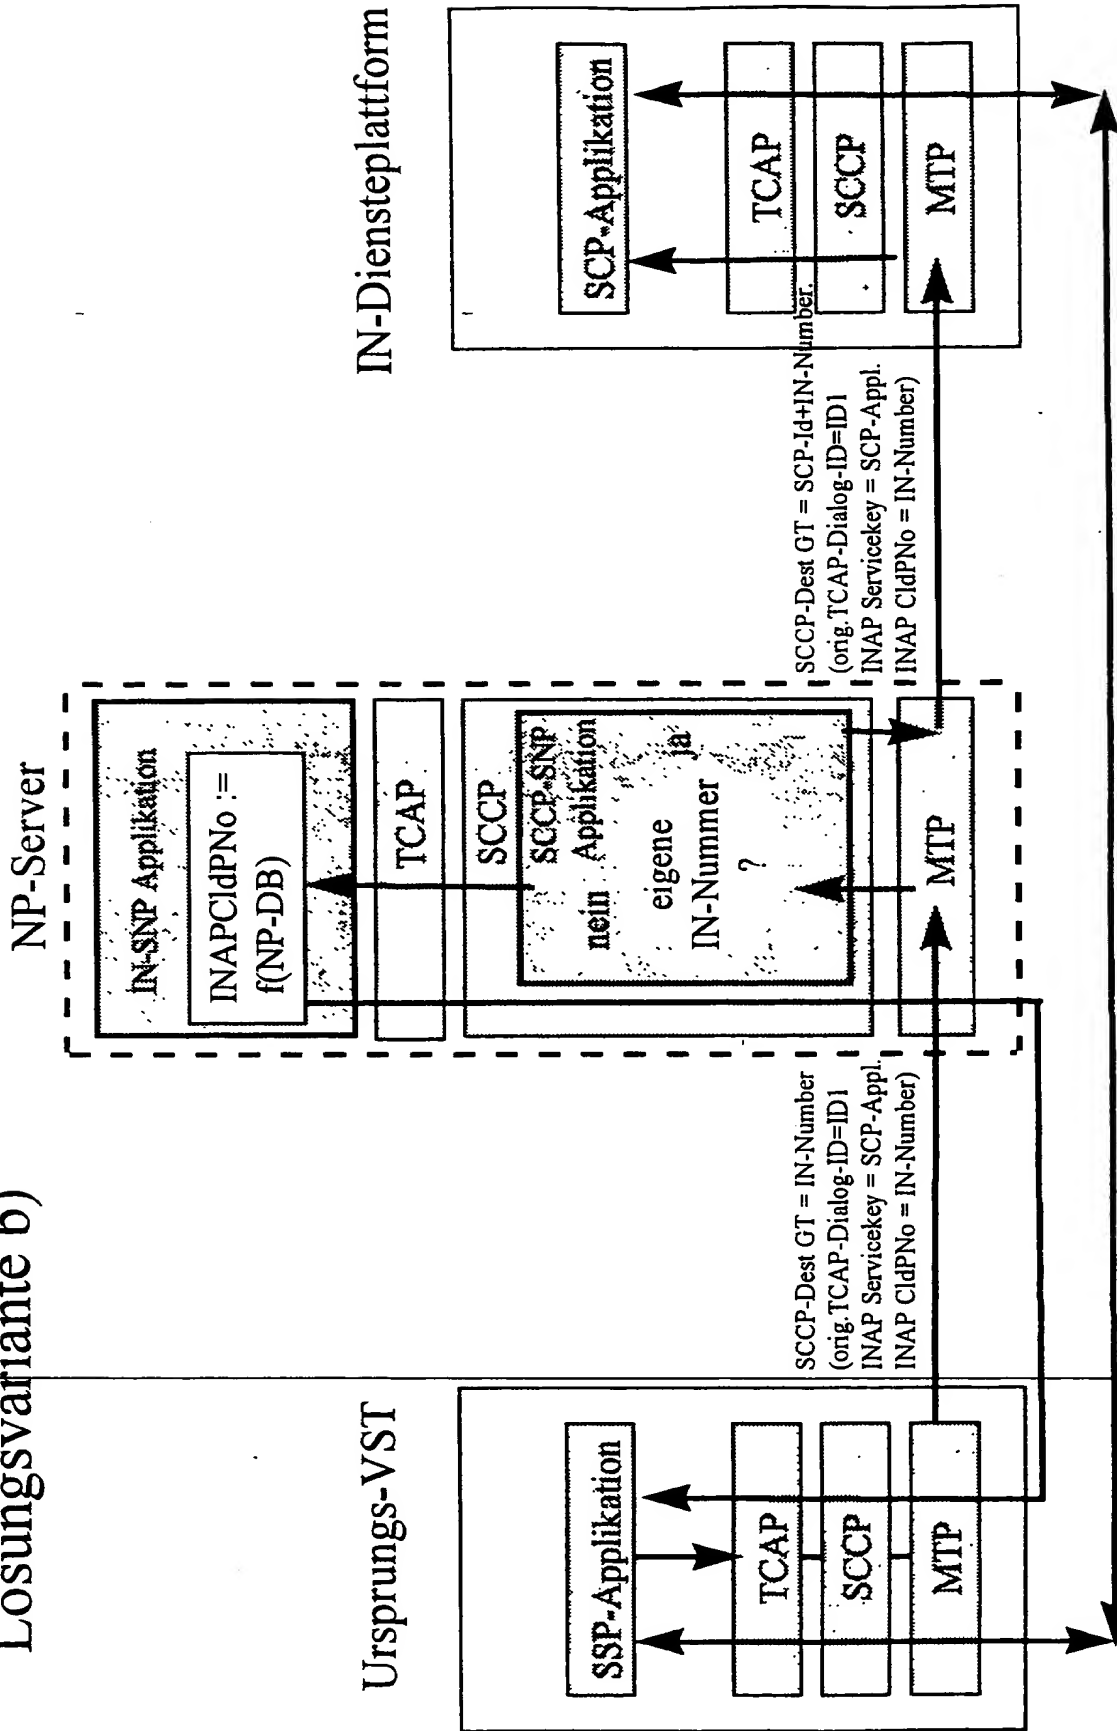 Lösungsvariante b)
Ursprungs-VST
SSP-Applikation
TCAP
SCCP
MTP
SCCP-Dest GT = IN-Number
(orig.TCAP-Dialog-ID=ID1
INAP Servicekey = SCP-Appl.
INAP CldPNo = IN-Number)
NP-Server
IN-SNP Applikation
INAPCldPNo :=
f(NP-DB)
TCAP
SCCP
SCCP-SNP
nein Applikation
eigene ja
IN-Nummer
?
MTP
SCCP-Dest GT = SCP-Id+IN-Number.
(orig.TCAP-Dialog-ID=ID1
INAP Servicekey = SCP-Appl.
INAP CldPNo = IN-Number)
IN-Diensteplattform
SCP-Applikation
TCAP
SCCP
MTP